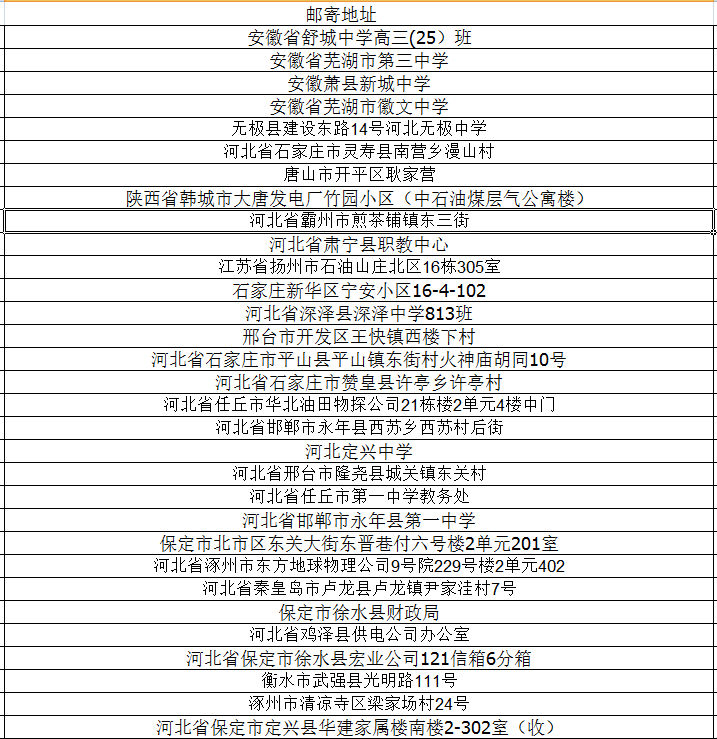 邮寄地址
安徽省舒城中学高三(25）班
安徽省芜湖市第三中学
安徽萧县新城中学
安徽省芜湖市徽文中学
无极县建设东路14号河北无极中学
河北省石家庄市灵寿县南营乡漫山村
唐山市开平区耿家营
陕西省韩城市大唐发电厂竹园小区（中石油煤层气公寓楼）
河北省霸州市煎茶铺镇东三街
河北省肃宁县职教中心
江苏省扬州市石油山庄北区16栋305室
石家庄新华区宁安小区16-4-102
河北省深泽县深泽中学813班
邢台市开发区王快镇西楼下村
河北省石家庄市平山县平山镇东街村火神庙胡同10号
河北省石家庄市赞皇县许亭乡许亭村
河北省任丘市华北油田物探公司21栋楼2单元4楼中门
河北省邯郸市永年县西苏乡西苏村后街
河北定兴中学
河北省邢台市隆尧县城关镇东关村
河北省任丘市第一中学教务处
河北省邯郸市永年县第一中学
保定市北市区东关大街东晋巷付六号楼2单元201室
河北省涿州市东方地球物理公司9号院229号楼2单元402
河北省秦皇岛市卢龙县卢龙镇尹家洼村7号
保定市徐水县财政局
河北省鸡泽县供电公司办公室
河北省保定市徐水县宏业公司121信箱6分箱
衡水市武强县光明路111号
涿州市清凉寺区梁家场村24号
河北省保定市定兴县华建家属楼南楼2-302室（收）